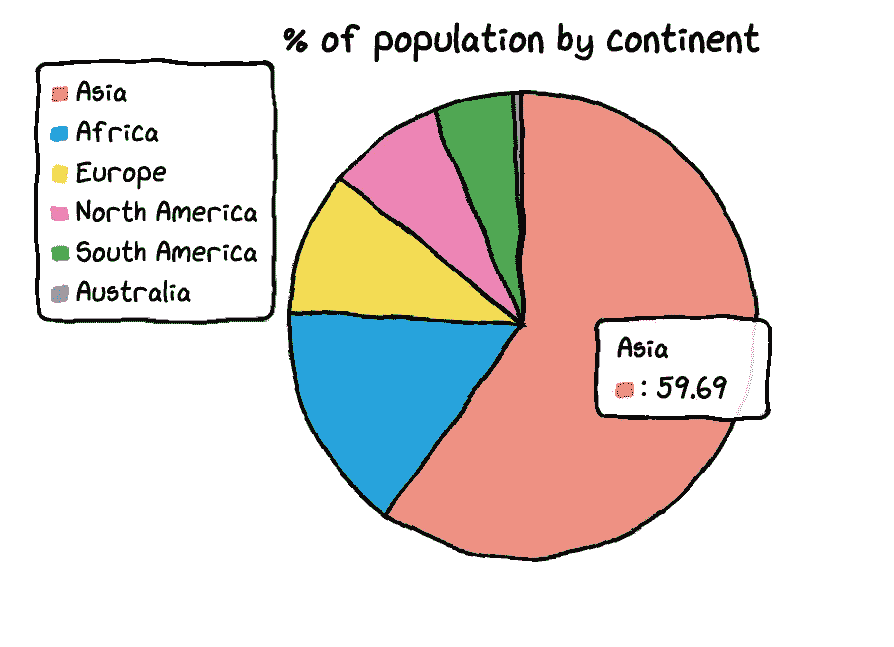 % of population by continent
Asia
Africa
Europe
North America
South America
Australia
Asia
: 59.69